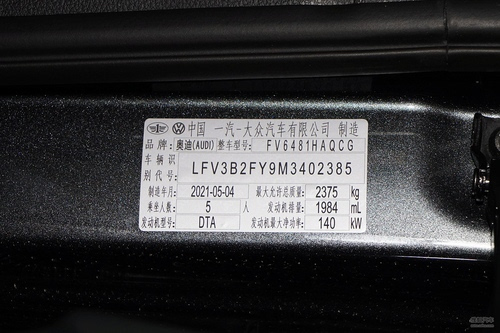 中国 一汽-大众汽车有限公司 制造
品牌: 奥迪(AUDI) 整车型号: FV6481HAQCG
车辆识别代号: LFV3B2FY9M3402385
制造年月: 2021-05-04 最大允许总质量: 2375 kg
乘坐人数: 5 人 发动机排量: 1984 mL
发动机型号: DTA 发动机最大净功率: 140 kW